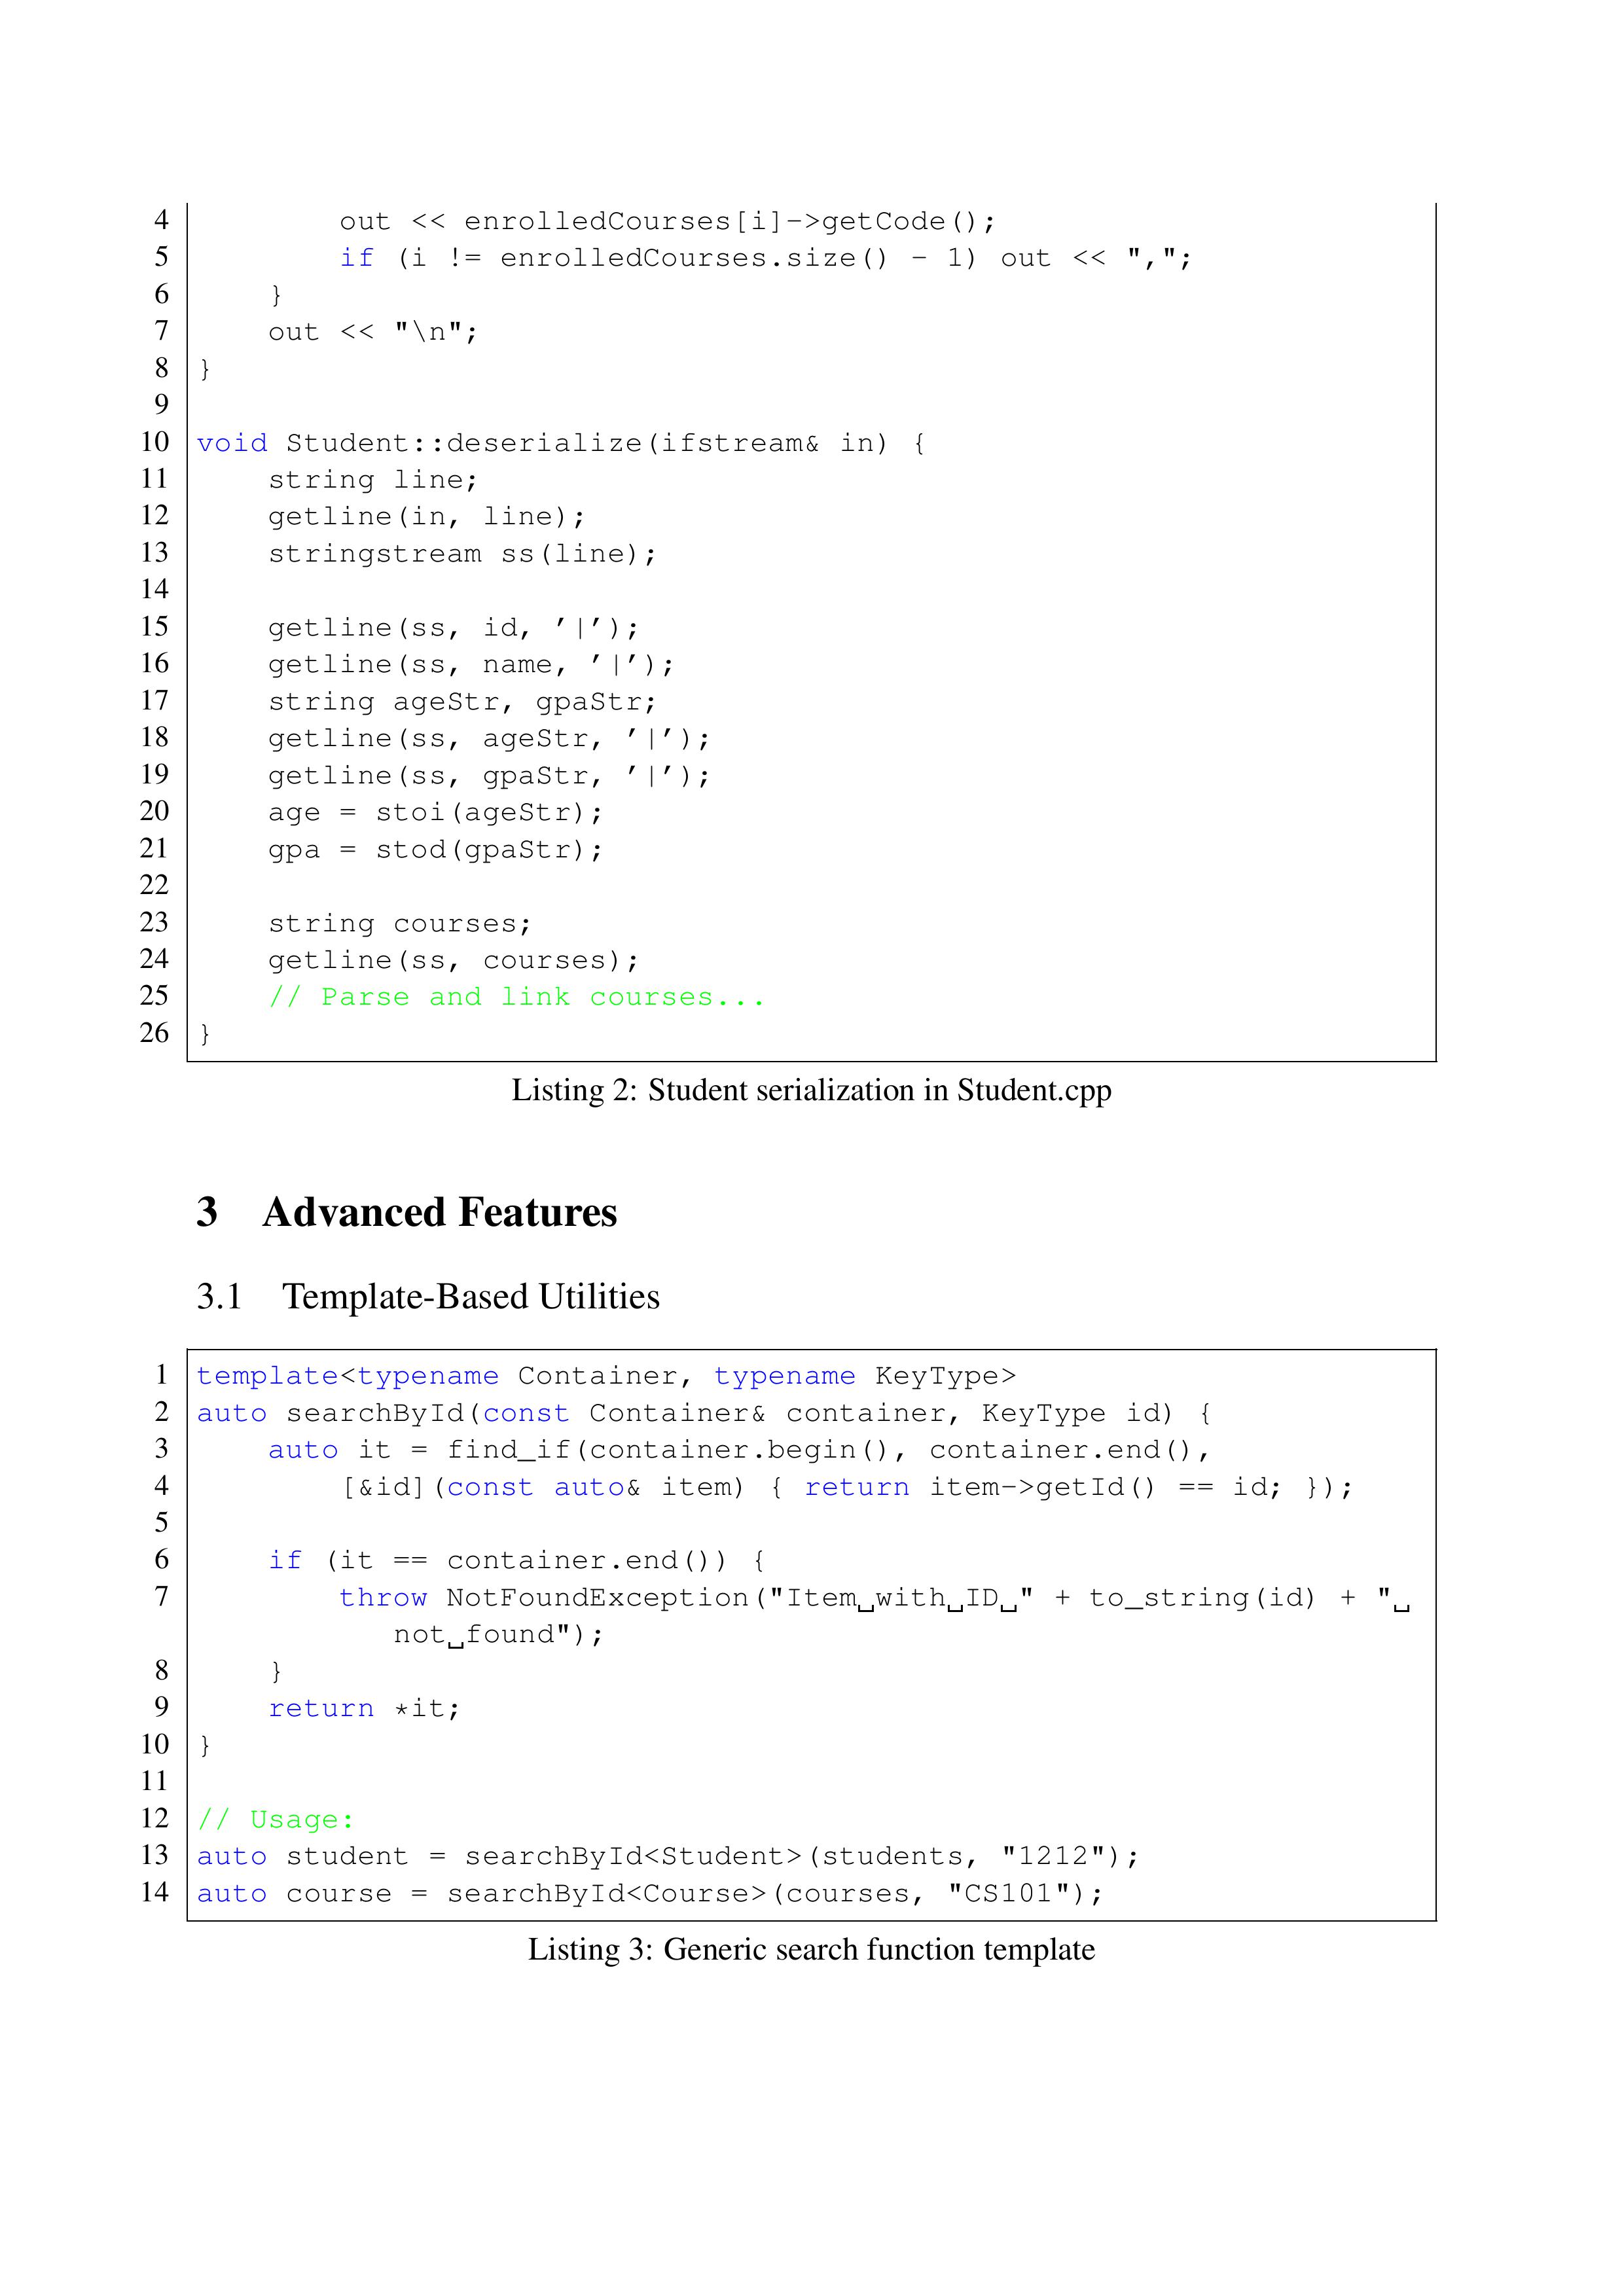 4 out << enrolledCourses[i]->getCode();
5 if (i != enrolledCourses.size() - 1) out << ",";
6 }
7 out << "\n";
8 }
9
10 void Student::deserialize(ifstream& in) {
11 string line;
12 getline(in, line);
13 stringstream ss(line);
14
15 getline(ss, id, '|');
16 getline(ss, name, '|');
17 string ageStr, gpaStr;
18 getline(ss, ageStr, '|');
19 getline(ss, gpaStr, '|');
20 age = stoi(ageStr);
21 gpa = stod(gpaStr);
22
23 string courses;
24 getline(ss, courses);
25 // Parse and link courses...
26 }
Listing 2: Student serialization in Student.cpp
3 Advanced Features
3.1 Template-Based Utilities
1 template<typename Container, typename KeyType>
2 auto searchById(const Container& container, KeyType id) {
3 auto it = find_if(container.begin(), container.end(),
4 [&id](const auto& item) { return item->getId() == id; });
5
6 if (it == container.end()) {
7 throw NotFoundException("Item␣with␣ID␣" + to_string(id) + "␣
not␣found");
8 }
9 return *it;
10 }
11
12 // Usage:
13 auto student = searchById<Student>(students, "1212");
14 auto course = searchById<Course>(courses, "CS101");
Listing 3: Generic search function template